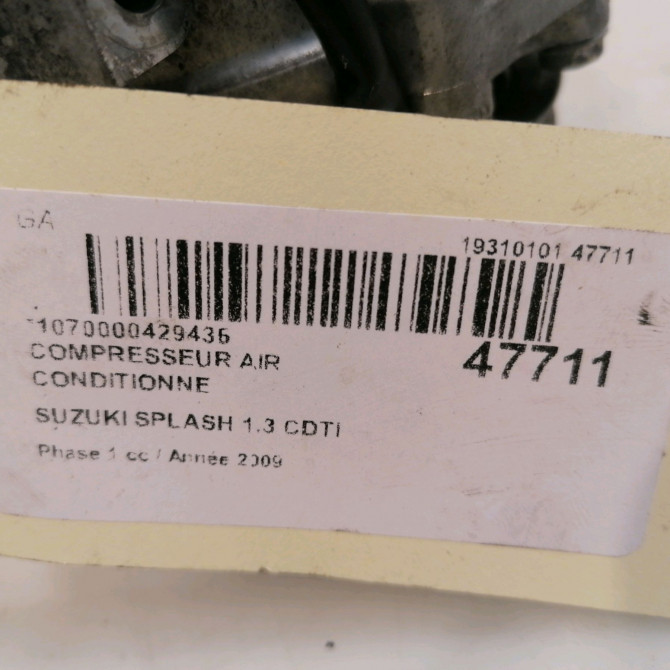 GA
19310101 47711
1070000429436
47711
COMPRESSEUR AIR
CONDITIONNE
SUZUKI SPLASH 1.3 CDTI
Phase 1 cc / Année 2009